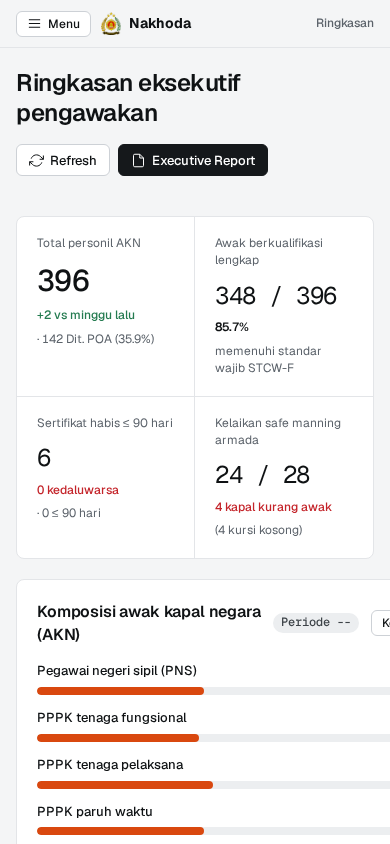 Menu
Nakhoda
Ringkasan
Ringkasan eksekutif
pengawakan
Refresh
Executive Report
Total personil AKN
396
+2 vs minggu lalu
· 142 Dit. POA (35.9%)
Awak berkualifikasi
lengkap
348 / 396
85.7%
memenuhi standar
wajib STCW-F
Sertifikat habis ≤ 90 hari
6
0 kedaluwarsa
· 0 ≤ 90 hari
Kelaikan safe manning
armada
24 / 28
4 kapal kurang awak
(4 kursi kosong)
Komposisi awak kapal negara
(AKN)
Periode --
Pegawai negeri sipil (PNS)
PPPK tenaga fungsional
PPPK tenaga pelaksana
PPPK paruh waktu